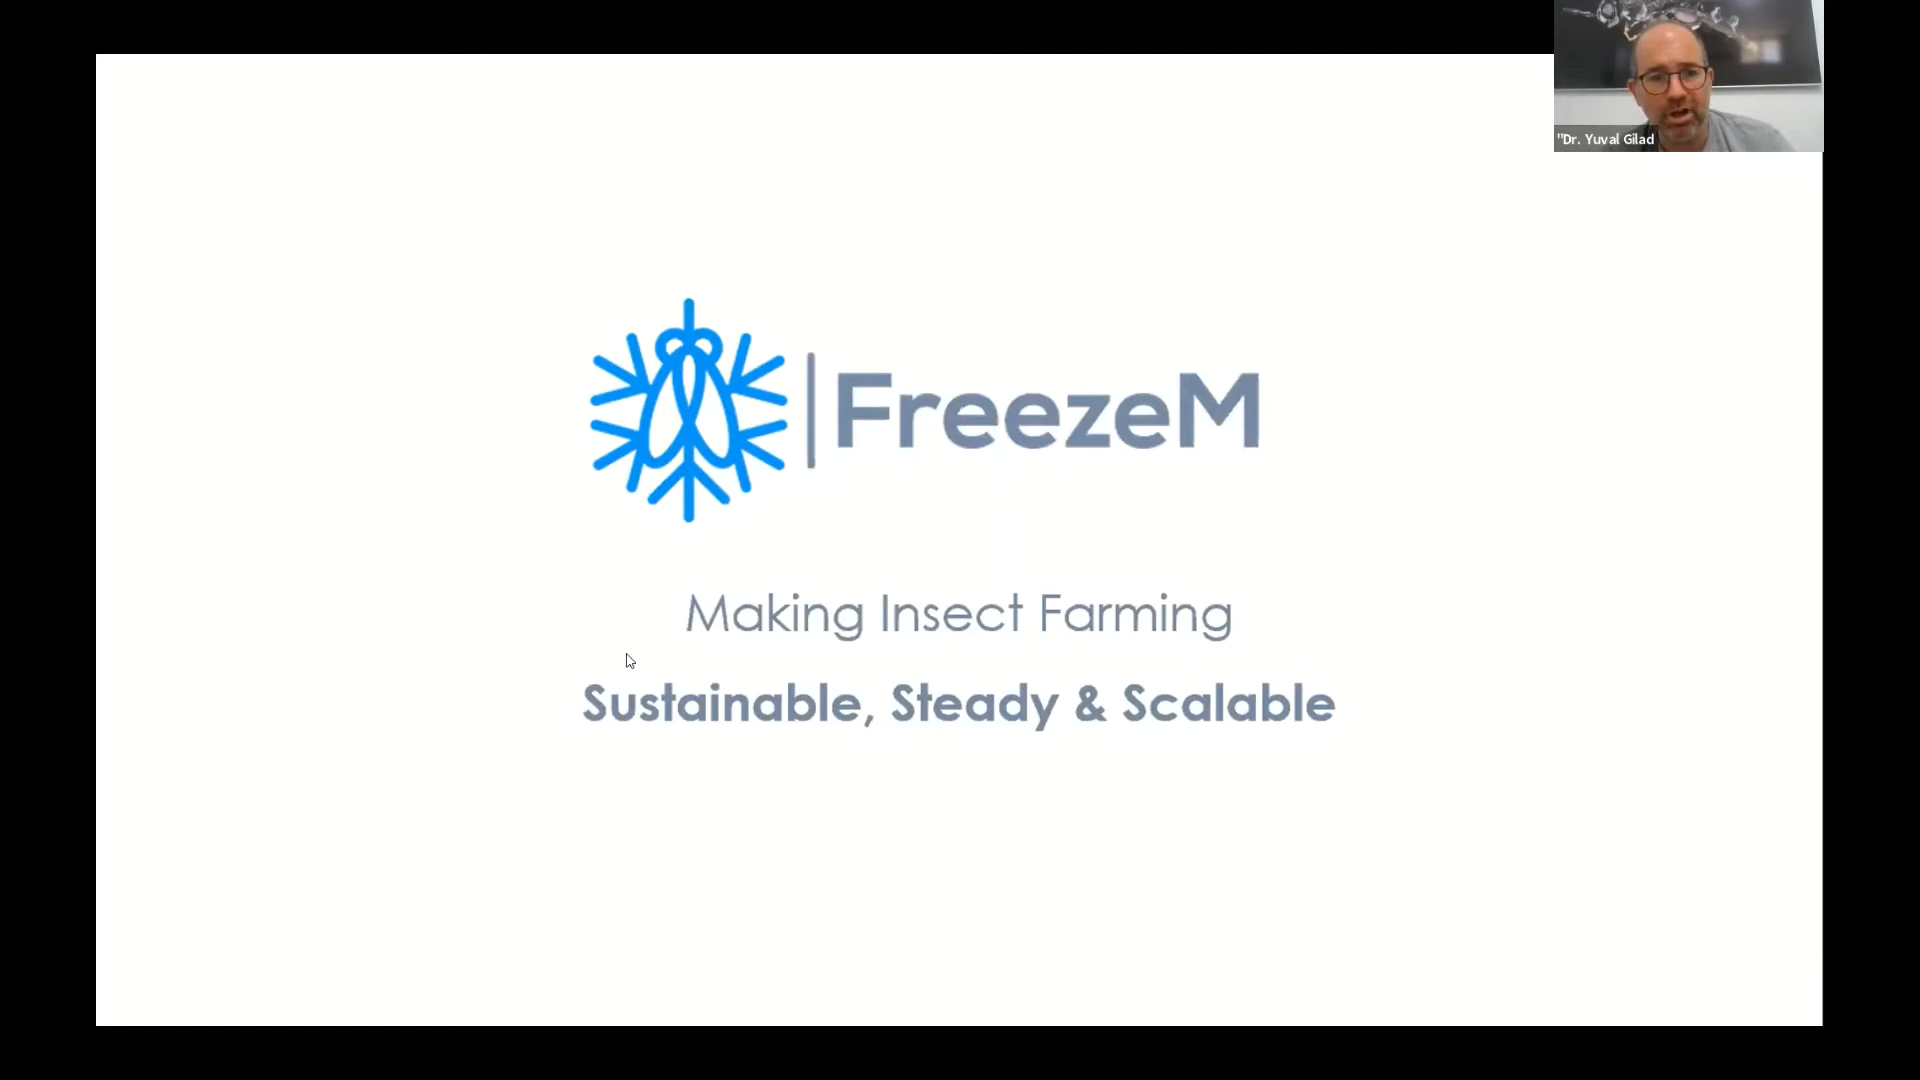 "Dr. Yuval Gilad
FreezeM
Making Insect Farming
Sustainable, Steady & Scalable